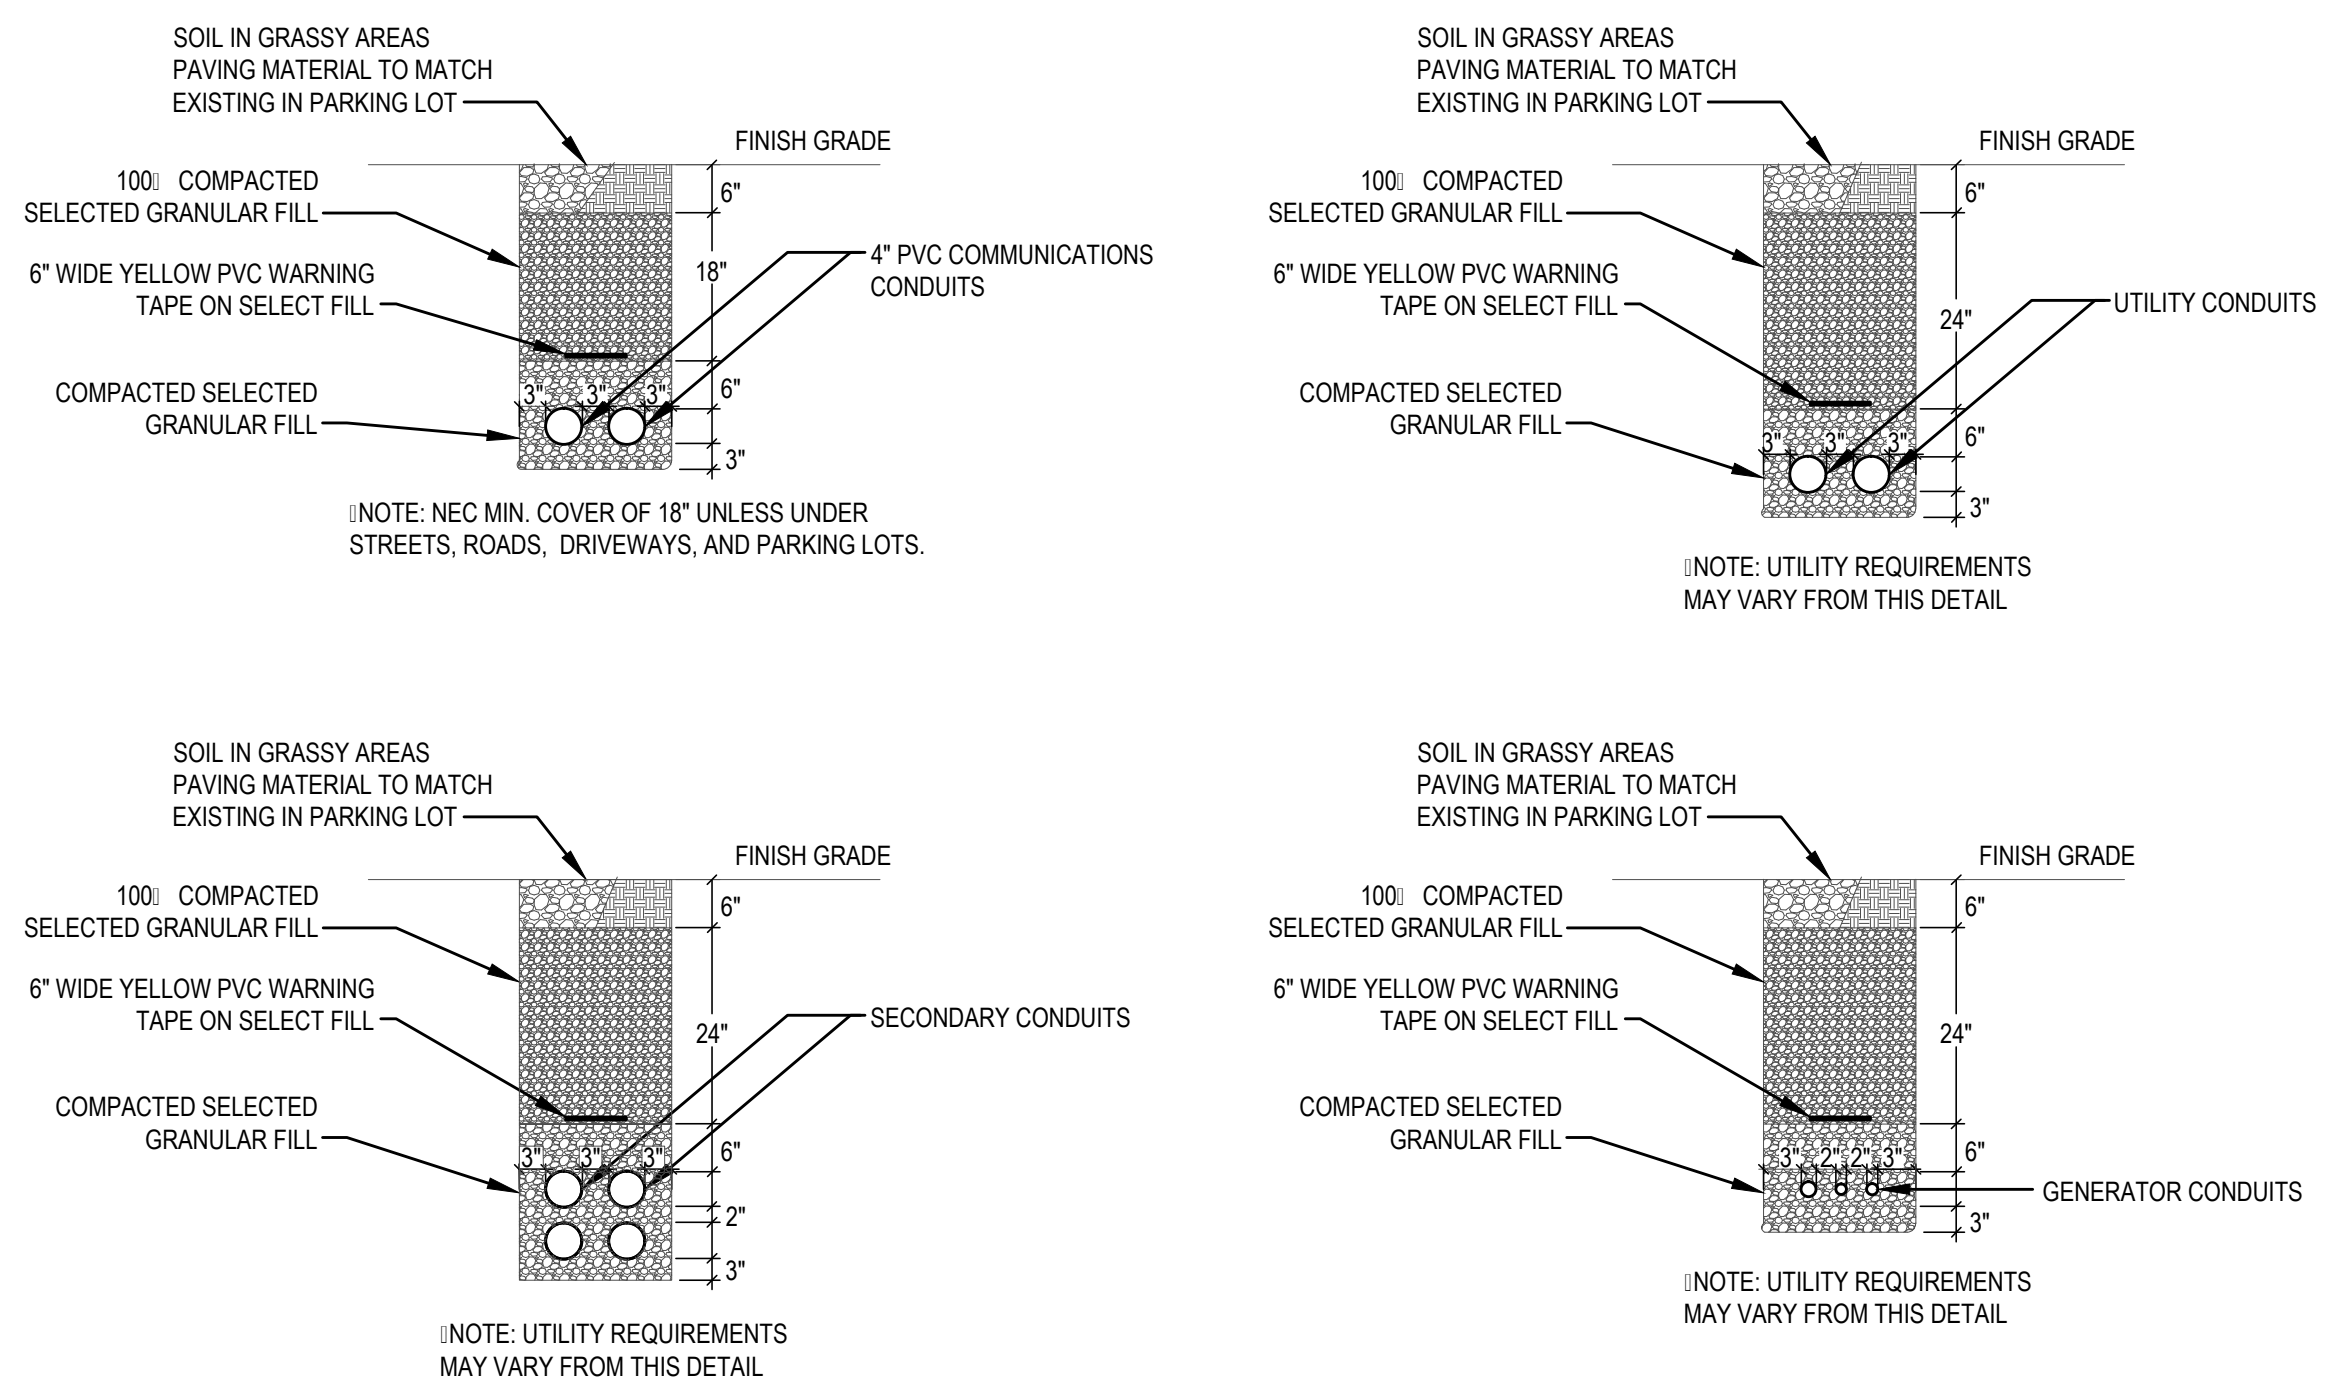 SOIL IN GRASSY AREAS
PAVING MATERIAL TO MATCH
EXISTING IN PARKING LOT
FINISH GRADE
100▯ COMPACTED
SELECTED GRANULAR FILL
6" WIDE YELLOW PVC WARNING
TAPE ON SELECT FILL
COMPACTED SELECTED
GRANULAR FILL
4" PVC COMMUNICATIONS
CONDUITS
6"
18"
6"
3"
3"
3"
3"
▯NOTE: NEC MIN. COVER OF 18" UNLESS UNDER
STREETS, ROADS, DRIVEWAYS, AND PARKING LOTS.
SOIL IN GRASSY AREAS
PAVING MATERIAL TO MATCH
EXISTING IN PARKING LOT
FINISH GRADE
100▯ COMPACTED
SELECTED GRANULAR FILL
6" WIDE YELLOW PVC WARNING
TAPE ON SELECT FILL
COMPACTED SELECTED
GRANULAR FILL
UTILITY CONDUITS
6"
24"
6"
3"
3"
3"
3"
▯NOTE: UTILITY REQUIREMENTS
MAY VARY FROM THIS DETAIL
SOIL IN GRASSY AREAS
PAVING MATERIAL TO MATCH
EXISTING IN PARKING LOT
FINISH GRADE
100▯ COMPACTED
SELECTED GRANULAR FILL
6" WIDE YELLOW PVC WARNING
TAPE ON SELECT FILL
COMPACTED SELECTED
GRANULAR FILL
SECONDARY CONDUITS
6"
24"
6"
3"
3"
3"
2"
3"
▯NOTE: UTILITY REQUIREMENTS
MAY VARY FROM THIS DETAIL
SOIL IN GRASSY AREAS
PAVING MATERIAL TO MATCH
EXISTING IN PARKING LOT
FINISH GRADE
100▯ COMPACTED
SELECTED GRANULAR FILL
6" WIDE YELLOW PVC WARNING
TAPE ON SELECT FILL
COMPACTED SELECTED
GRANULAR FILL
GENERATOR CONDUITS
6"
24"
6"
3"
2"
2"
3"
3"
▯NOTE: UTILITY REQUIREMENTS
MAY VARY FROM THIS DETAIL